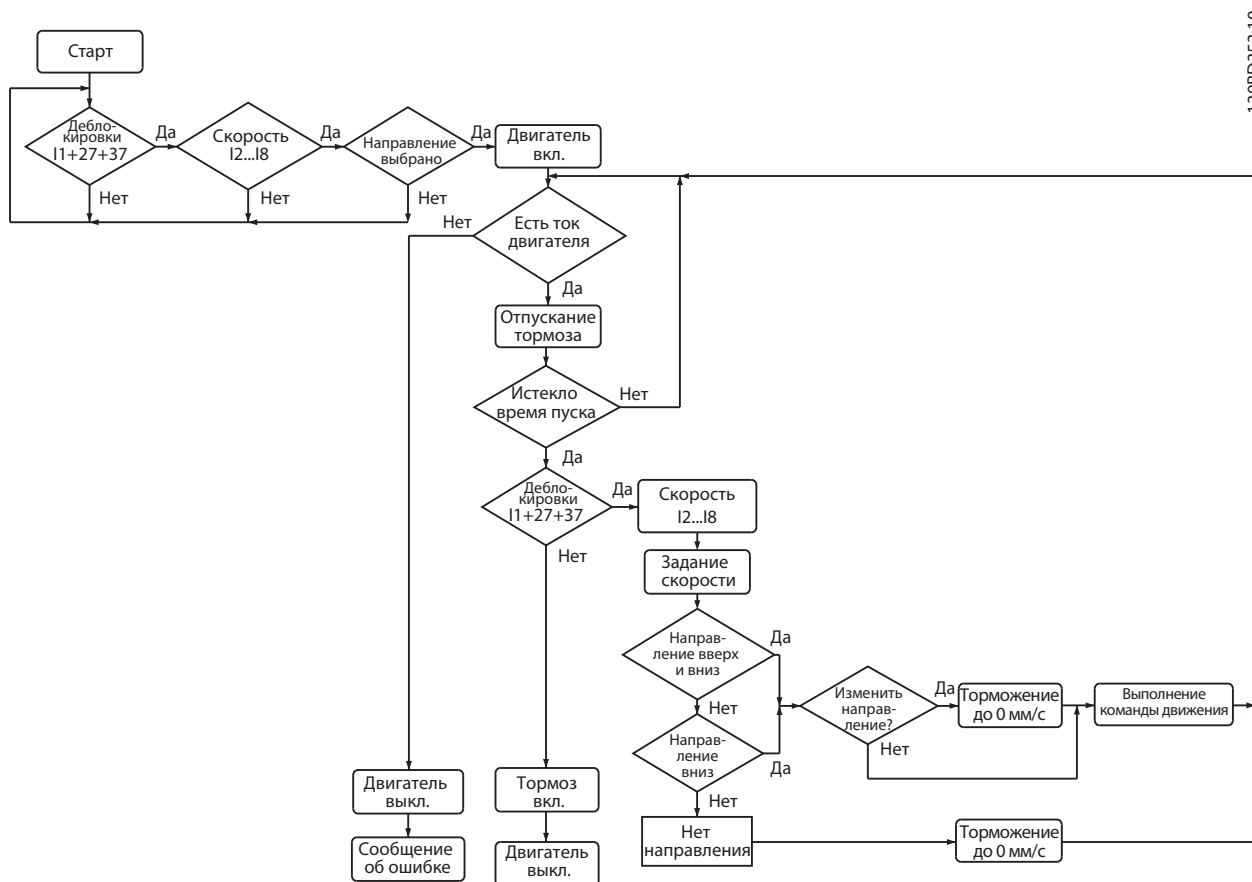 Старт
Дебло-
кировки
I1+27+37
Да
Нет
Скорость
I2...I8
Да
Нет
Направление
выбрано
Да
Нет
Двигатель
вкл.
Есть ток
двигателя
Нет
Да
Отпускание
тормоза
Истекло
время пуска
Нет
Да
Дебло-
кировки
I1+27+37
Да
Нет
Скорость
I2...I8
Задание
скорости
Направ-
ление вверх
и вниз
Да
Нет
Направ-
ление
вниз
Да
Нет
Изменить
направ-
ление?
Да
Нет
Торможение
до 0 мм/с
Выполнение
команды движения
Нет
направления
Торможение
до 0 мм/с
Двигатель
выкл.
Сообщение
об ошибке
Тормоз
вкл.
Двигатель
выкл.